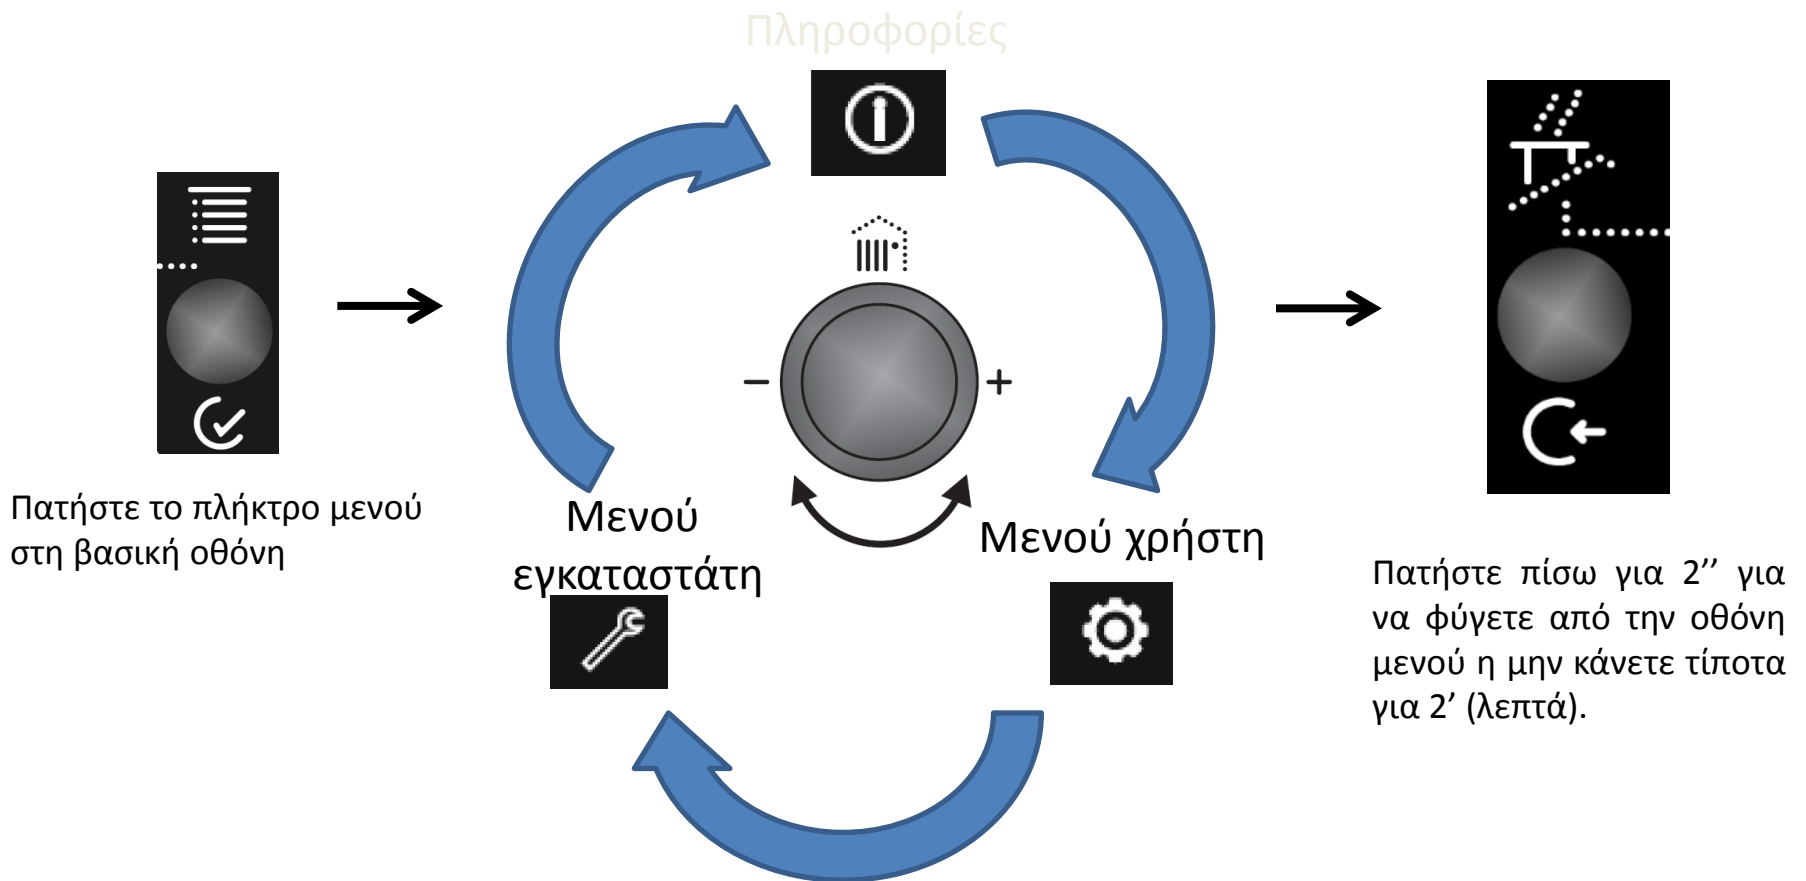 Πληροφορίες
Πατήστε το πλήκτρο μενού
στη βασική οθόνη
Μενού
εγκαταστάτη
Μενού χρήστη
Πατήστε πίσω για 2’’ για
να φύγετε από την οθόνη
μενού η μην κάνετε τίποτα
για 2’ (λεπτά).